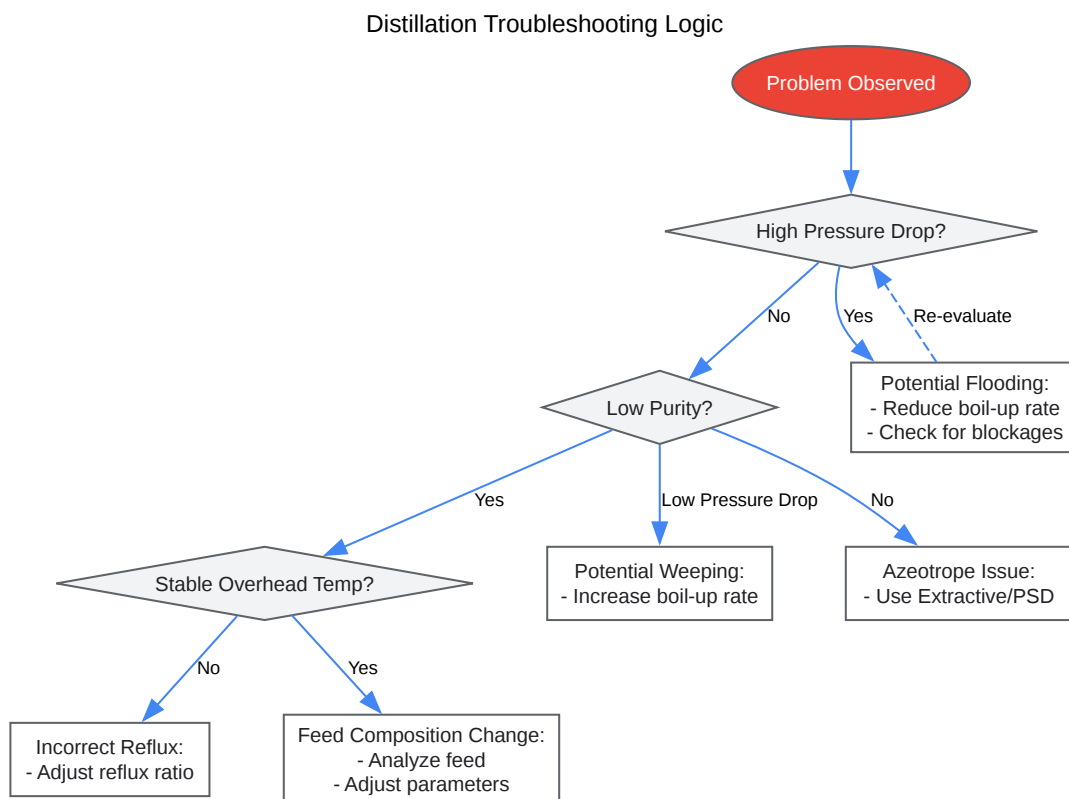 Distillation Troubleshooting Logic
Problem Observed
High Pressure Drop?
No
Yes
Re-evaluate
Potential Flooding:
- Reduce boil-up rate
- Check for blockages
Low Purity?
Yes
Low Pressure Drop
No
Stable Overhead Temp?
Potential Weeping:
- Increase boil-up rate
Azeotrope Issue:
- Use Extractive/PSD
No
Yes
Incorrect Reflux:
- Adjust reflux ratio
Feed Composition Change:
- Analyze feed
- Adjust parameters